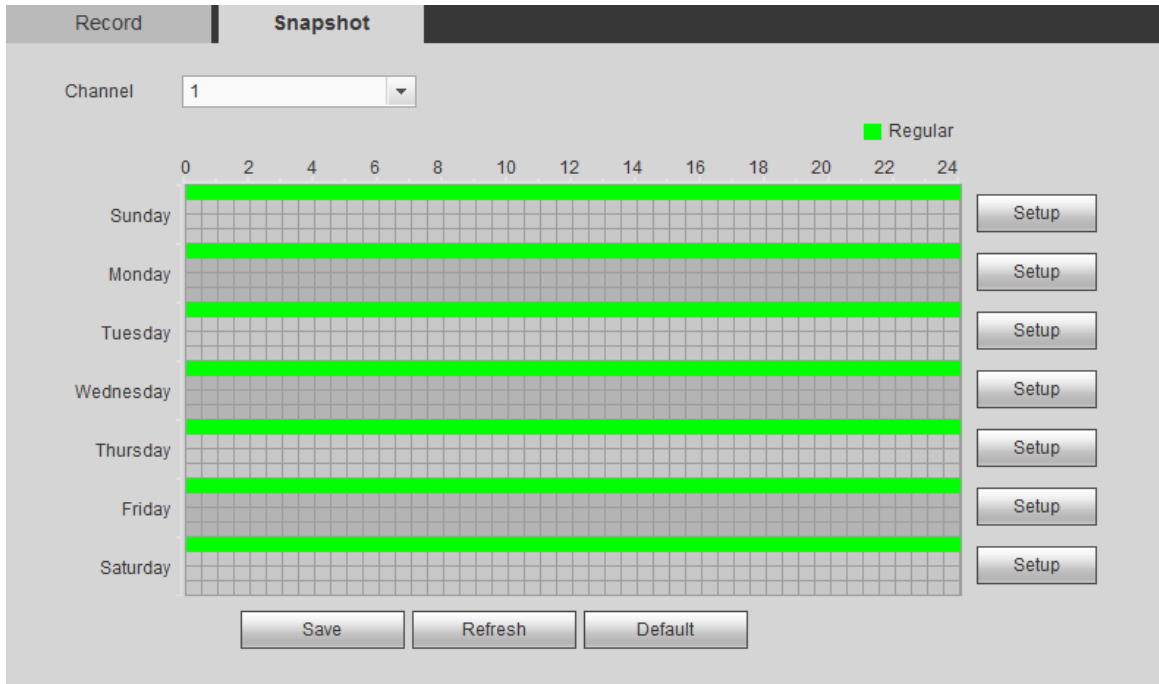 Record Snapshot
Channel 1
Regular
0 2 4 6 8 10 12 14 16 18 20 22 24
Sunday Setup
Monday Setup
Tuesday Setup
Wednesday Setup
Thursday Setup
Friday Setup
Saturday Setup
Save Refresh Default